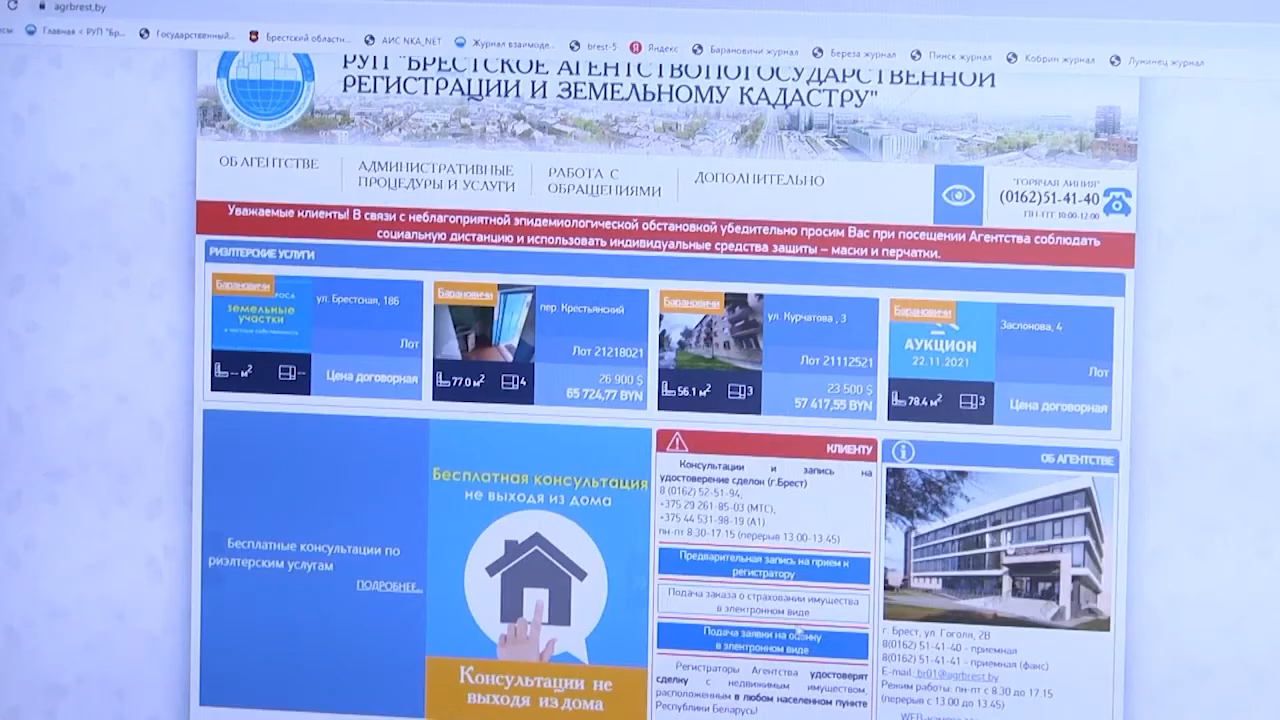 agrbrest.by
Главная < РУП "Бр...
Государственный...
Брестский областн...
АИС NKA_NET
Журнал взаимоде...
brest-5
Яндекс
Барановичи журнал
Береза журнал
Пинск журнал
Кобрин журнал
Лунинец журнал
РУП "БРЕСТСКОЕ АГЕНТСТВО ПО ГОСУДАРСТВЕННОЙ
РЕГИСТРАЦИИ И ЗЕМЕЛЬНОМУ КАДАСТРУ"
ОБ АГЕНТСТВЕ
АДМИНИСТРАТИВНЫЕ
ПРОЦЕДУРЫ И УСЛУГИ
РАБОТА С
ОБРАЩЕНИЯМИ
ДОПОЛНИТЕЛЬНО
"ГОРЯЧАЯ ЛИНИЯ"
(0162)51-41-40
ПН-ПТ 10:00-12:00
Уважаемые клиенты! В связи с неблагоприятной эпидемиологической обстановкой убедительно просим Вас при посещении Агентства соблюдать
социальную дистанцию и использовать индивидуальные средства защиты – маски и перчатки.
РИЭЛТЕРСКИЕ УСЛУГИ
Барановичи
земельные
участки
в частную собственность
ул. Брестская, 186
Лот
-- м²
--
Цена договорная
Барановичи
пер. Крестьянский
Лот 21218021
77.0 м²
4
26 900 $
65 724,77 BYN
Барановичи
ул. Курчатова , 3
Лот 21112521
56.1 м²
3
23 500 $
57 417,55 BYN
Барановичи
АУКЦИОН
22.11.2021
Заслонова, 4
Лот
78.4 м²
3
Цена договорная
Бесплатные консультации по
риэлтерским услугам
ПОДРОБНЕЕ...
Бесплатная консультация
не выходя из дома
Консультации не
выходя из дома
КЛИЕНТУ
Консультации и запись на
удостоверение сделок (г.Брест)
8 (0162) 52-51-94,
+375 29 261-85-03 (МТС),
+375 44 531-98-19 (А1)
пн-пт 8.30-17.15 (перерыв 13.00-13.45)
Предварительная запись на прием к
регистратору
Подача заказа о страховании имущества
в электронном виде
Подача заявки на оценку
в электронном виде
Регистраторы Агентства удостоверят
сделку с недвижимым имуществом,
расположенным в любом населенном пункте
Республики Беларусь!
ОБ АГЕНТСТВЕ
г. Брест, ул. Гоголя, 2В
8(0162) 51-41-40 - приемная
8(0162) 51-41-41 - приемная (факс)
E-mail: br01@agrbrest.by
Режим работы: пн-пт с 8.30 до 17.15
(перерыв с 13.00 до 13.45)